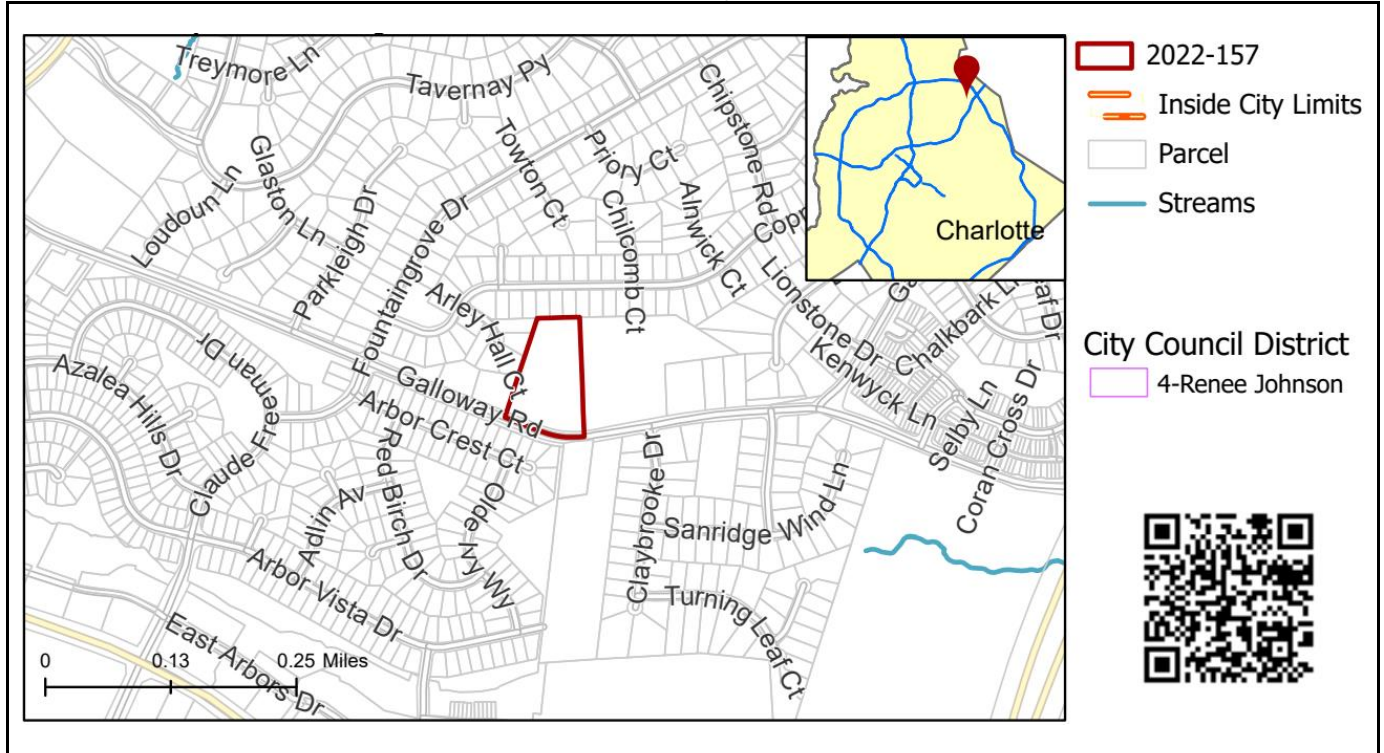 Treymore Ln
Tavernay Py
Chipstone Rd
Glaston Ln
Towton Ct
Priory Ct
Loudoun Ln
Parkleigh Dr
Fountaingrove Dr
Chilcomb Ct
Alnwick Ct
Copp
Arley Hall Ct
Lionstone Dr
Ga
Chalkbark Ln
eaf Dr
Kenwyck Ln
Azalea Hills Dr
Claude Freeman Dr
Galloway Rd
Arbor Crest Ct
Selby Ln
Coran Cross Dr
Adlin Av
Red Birch Dr
Olde Ivy Wy
Claybrooke Dr
Sanridge Wind Ln
Arbor Vista Dr
Turning Leaf Ct
East Arbors Dr
0 0.13 0.25 Miles
Charlotte
2022-157
Inside City Limits
Parcel
Streams
City Council District
4-Renee Johnson